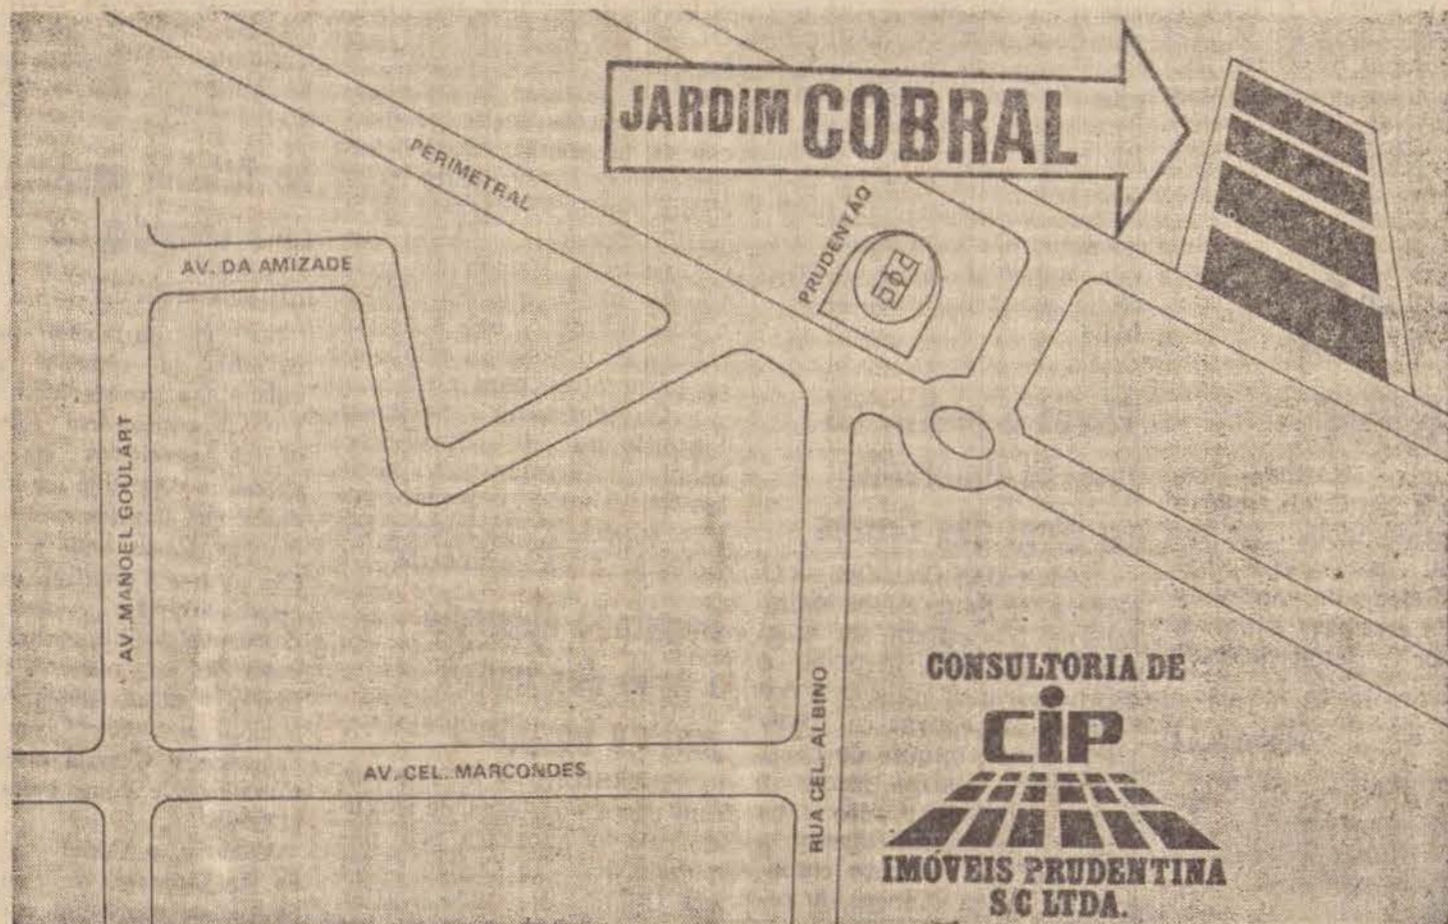 JARDIM COBRAL
PERIMETRAL
PRUDENTÃO
AV. DA AMIZADE
AV. MANOEL GOULART
AV. CEL. MARCONDES
RUA CEL. ALBINO
CONSULTORIA DE
CIP
IMÓVEIS PRUDENTINA
S/C LTDA.